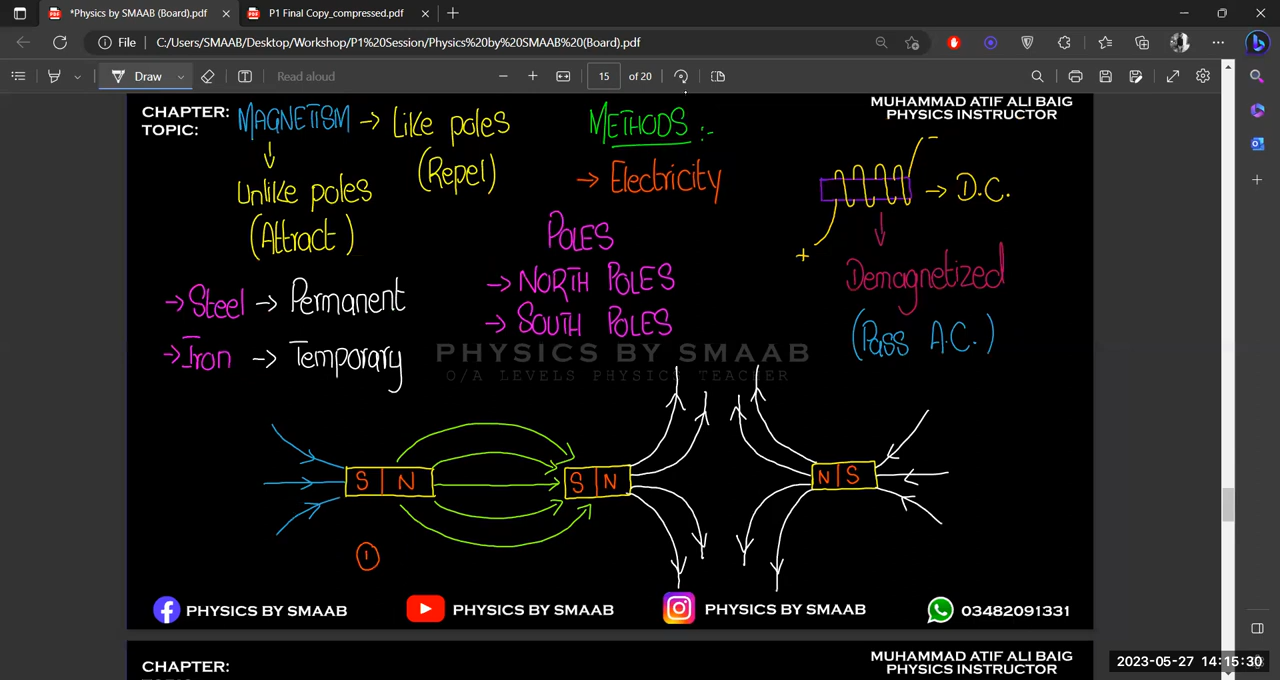 *Physics by SMAAB (Board).pdf
P1 Final Copy_compressed.pdf
File
C:/Users/SMAAB/Desktop/Workshop/P1%20Session/Physics%20by%20SMAAB%20(Board).pdf
Draw
Read aloud
15 of 20
CHAPTER:
TOPIC:
MUHAMMAD ATIF ALI BAIG
PHYSICS INSTRUCTOR
MAGNETISM → Like poles
(Repel)
↓
Unlike poles
(Attract)
→ Steel → Permanent
→ Iron → Temporary
METHODS :-
→ Electricity
POLES
→ NORTH POLES
→ SOUTH POLES
-
→ D.C.
+
↓
Demagnetized
(Pass A.C.)
PHYSICS BY SMAAB
O/A LEVELS PHYSICS TEACHER
S N
S N
N S
1
PHYSICS BY SMAAB
PHYSICS BY SMAAB
PHYSICS BY SMAAB
03482091331
CHAPTER:
MUHAMMAD ATIF ALI BAIG
PHYSICS INSTRUCTOR
2023-05-27 14:15:30